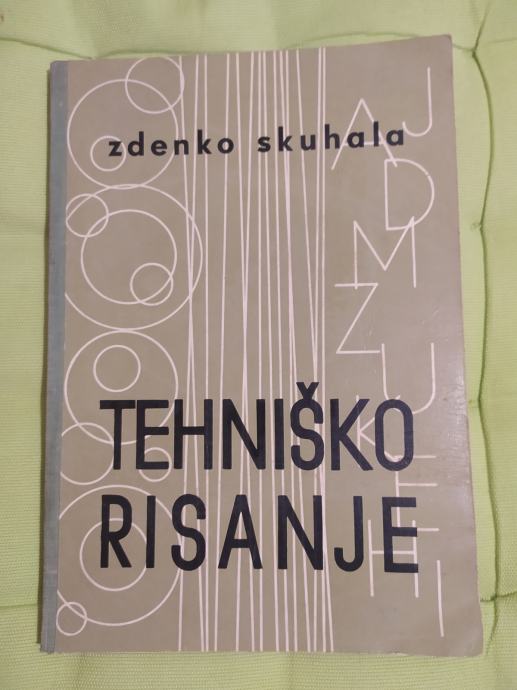 zdenko skuhala
TEHNIŠKO
RISANJE